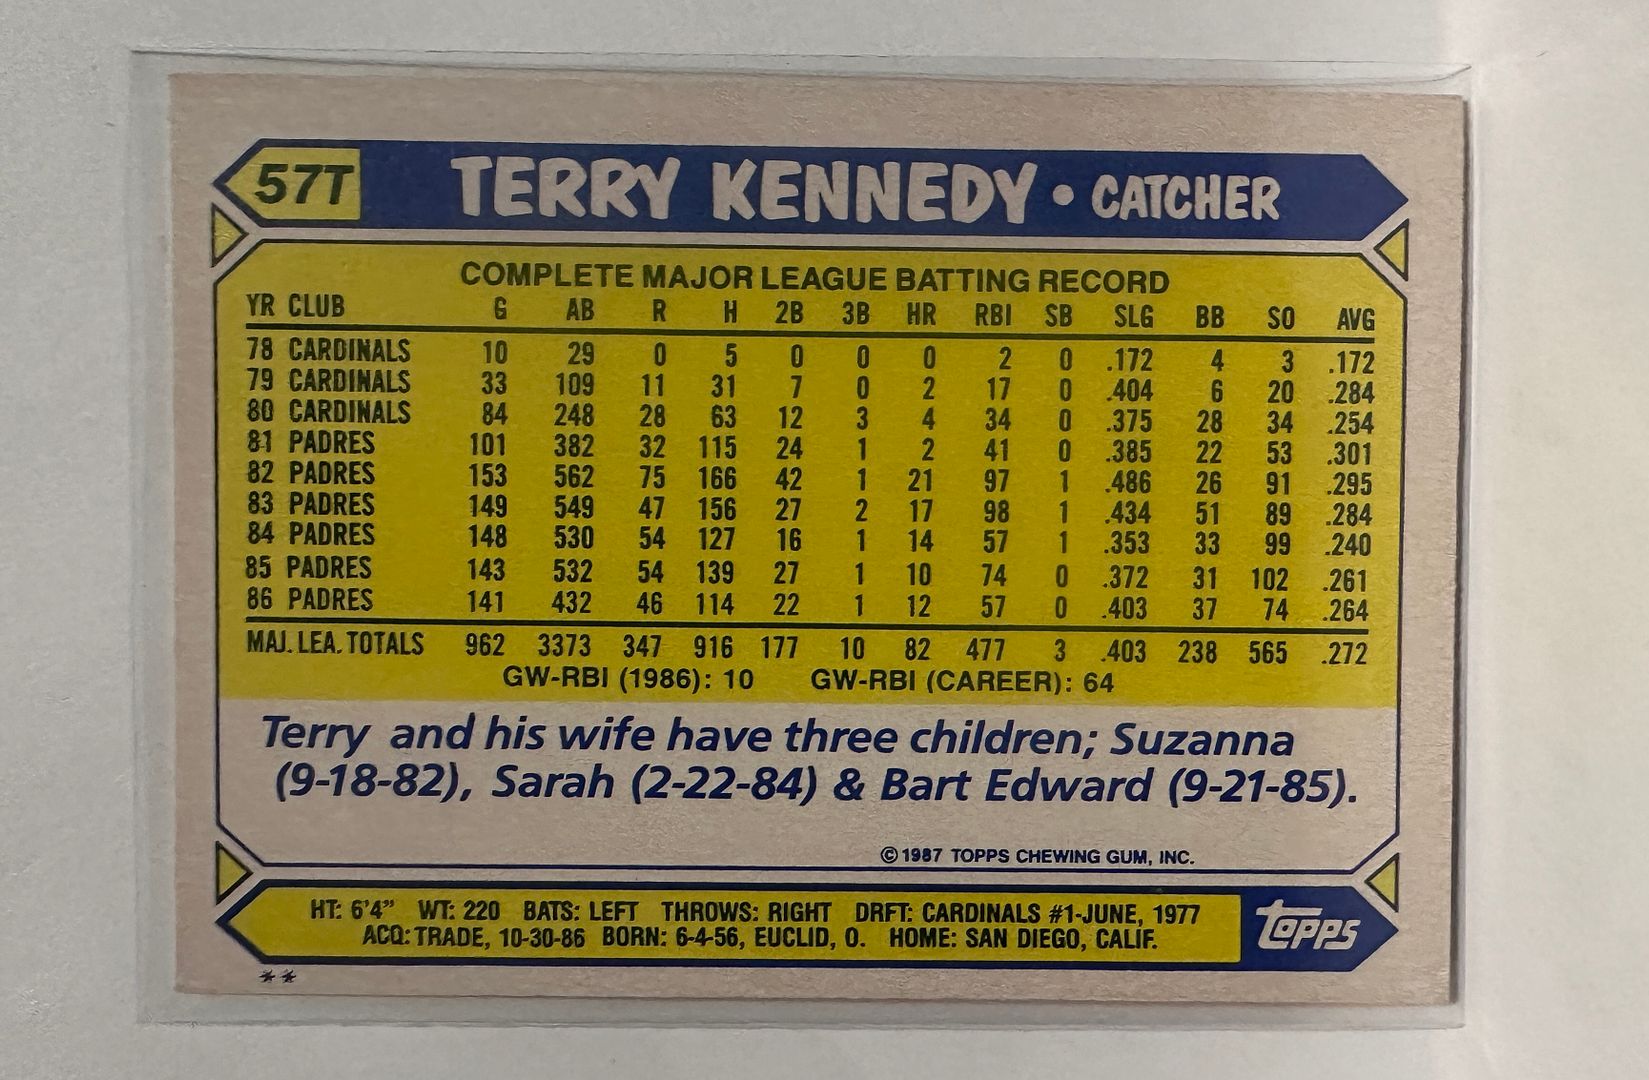 57T TERRY KENNEDY • CATCHER
COMPLETE MAJOR LEAGUE BATTING RECORD
YR CLUB G AB R H 2B 3B HR RBI SB SLG BB SO AVG
78 CARDINALS 10 29 0 5 0 0 0 2 0 .172 4 3 .172
79 CARDINALS 33 109 11 31 7 0 2 17 0 .404 6 20 .284
80 CARDINALS 84 248 28 63 12 3 4 34 0 .375 28 34 .254
81 PADRES 101 382 32 115 24 1 2 41 0 .385 22 53 .301
82 PADRES 153 562 75 166 42 1 21 97 1 .486 26 91 .295
83 PADRES 149 549 47 156 27 2 17 98 1 .434 51 89 .284
84 PADRES 148 530 54 127 16 1 14 57 1 .353 33 99 .240
85 PADRES 143 532 54 139 27 1 10 74 0 .372 31 102 .261
86 PADRES 141 432 46 114 22 1 12 57 0 .403 37 74 .264
MAJ. LEA. TOTALS 962 3373 347 916 177 10 82 477 3 .403 238 565 .272
GW-RBI (1986): 10 GW-RBI (CAREER): 64
Terry and his wife have three children; Suzanna
(9-18-82), Sarah (2-22-84) & Bart Edward (9-21-85).
© 1987 TOPPS CHEWING GUM, INC.
HT: 6'4" WT: 220 BATS: LEFT THROWS: RIGHT DRFT: CARDINALS #1-JUNE, 1977
ACQ: TRADE, 10-30-86 BORN: 6-4-56, EUCLID, O. HOME: SAN DIEGO, CALIF.
topps
**